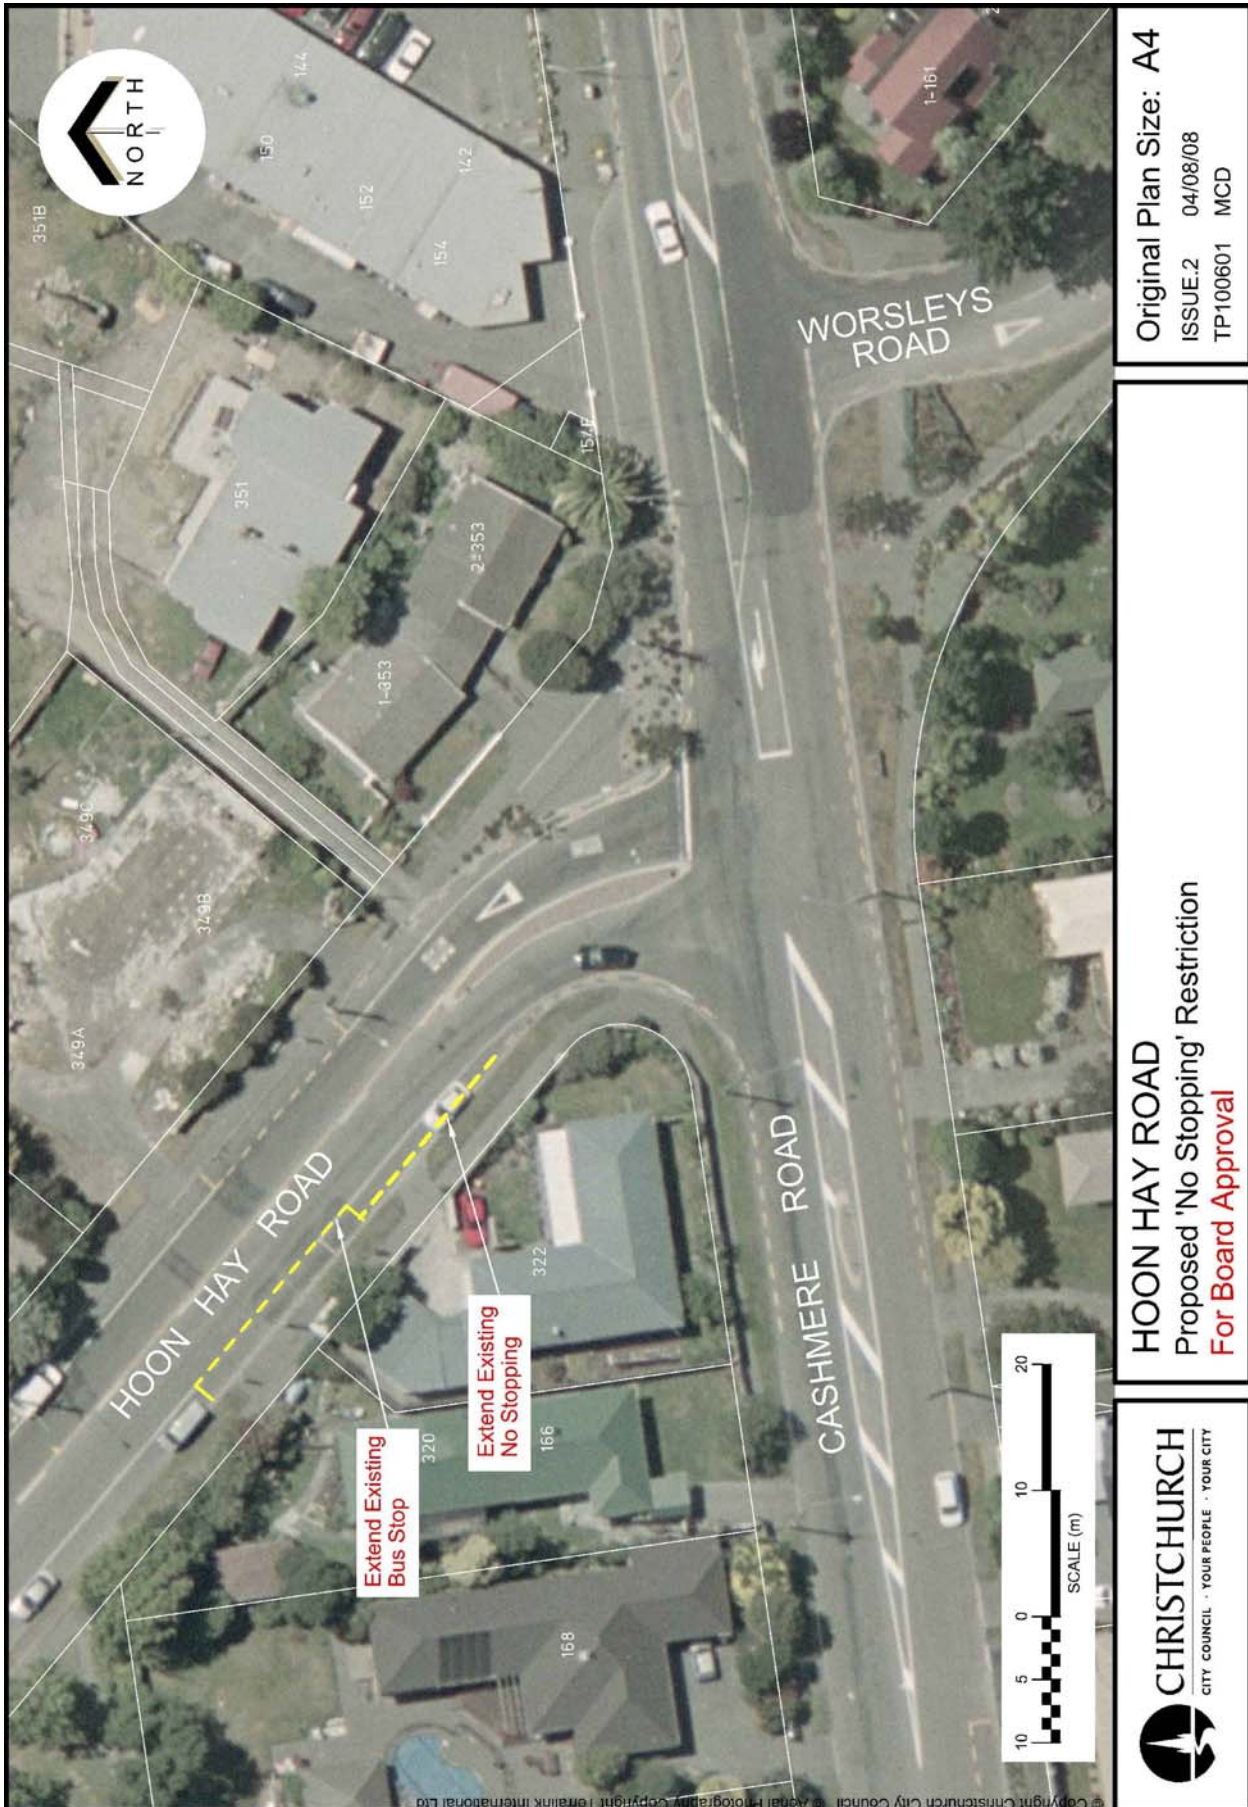 NORTH
351B
144
150
152
142
154
1-161
351
154E
2-353
1-353
349C
349B
349A
WORSLEYS
ROAD
HOON HAY ROAD
CASHMERE ROAD
322
320
166
168
Extend Existing
Bus Stop
Extend Existing
No Stopping
10 5 0 10 20
SCALE (m)
© Copyright Christchurch City Council © Aerial Photography Copyright Terralink International Ltd
CHRISTCHURCH
CITY COUNCIL · YOUR PEOPLE · YOUR CITY
HOON HAY ROAD
Proposed 'No Stopping' Restriction
For Board Approval
Original Plan Size: A4
ISSUE.2 04/08/08
TP100601 MCD